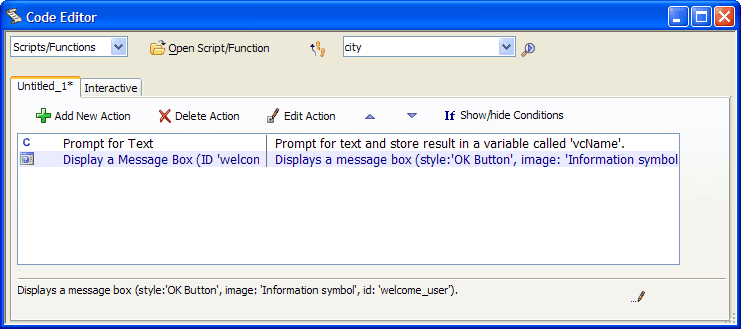 Code Editor
Scripts/Functions Open Script/Function city
Untitled_1* Interactive
Add New Action Delete Action Edit Action If Show/hide Conditions
C Prompt for Text Prompt for text and store result in a variable called 'vcName'.
Display a Message Box (ID 'welcon Displays a message box (style:'OK Button', image: 'Information symbol
Displays a message box (style:'OK Button', image: 'Information symbol', id: 'welcome_user').